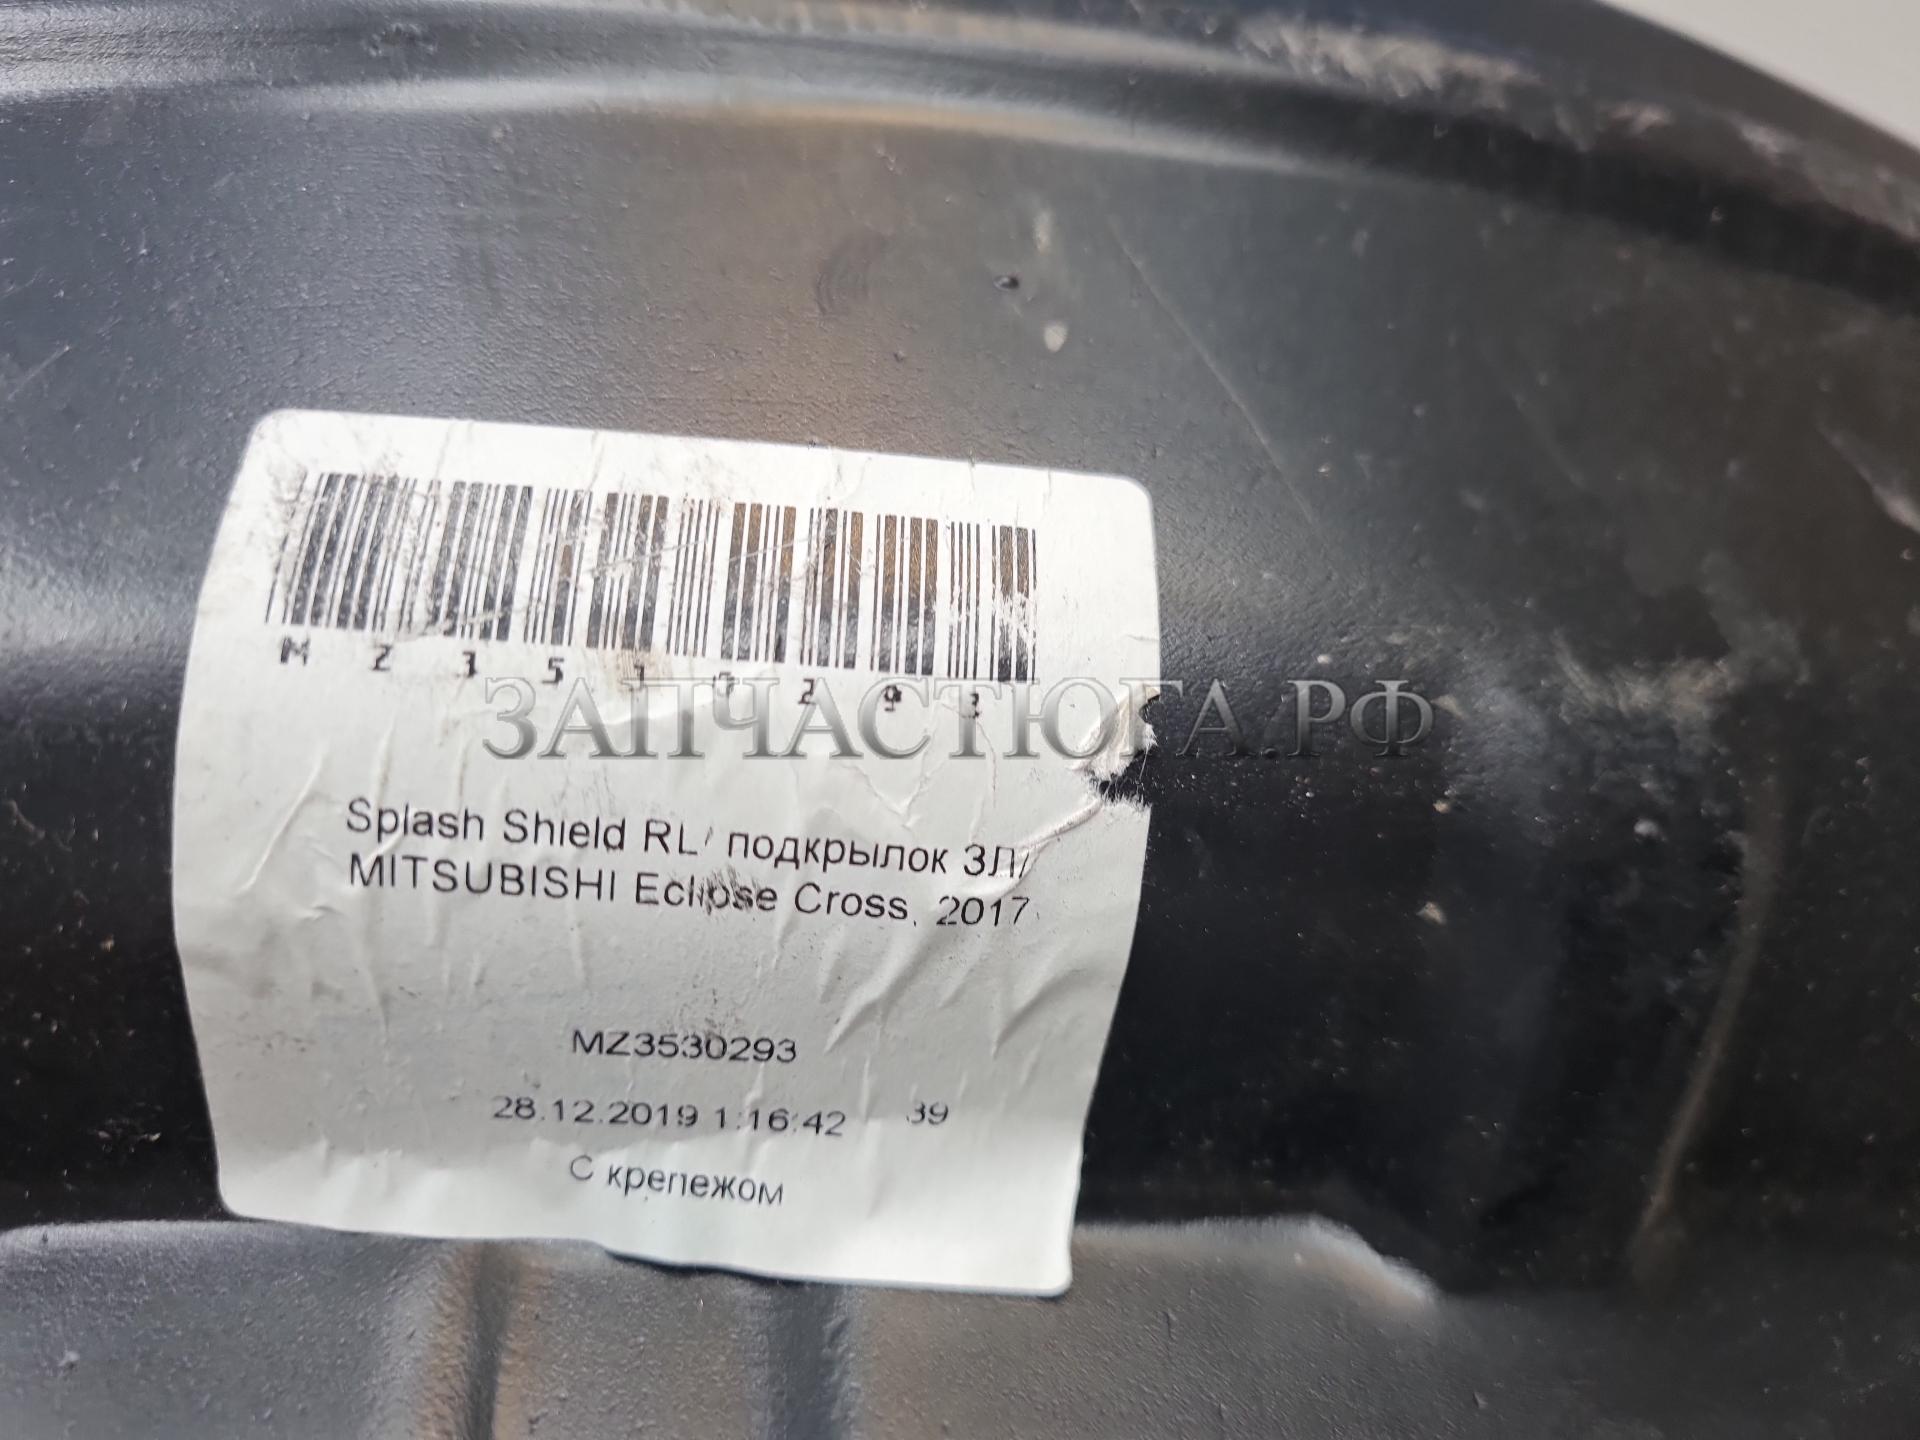 MZ3530293
ЗАПЧАСТЮГА.РФ
Splash Shield RL/ подкрылок ЗЛ/
MITSUBISHI Eclipse Cross, 2017
MZ3530293
28.12.2019 1:16:42 39
С крепежом